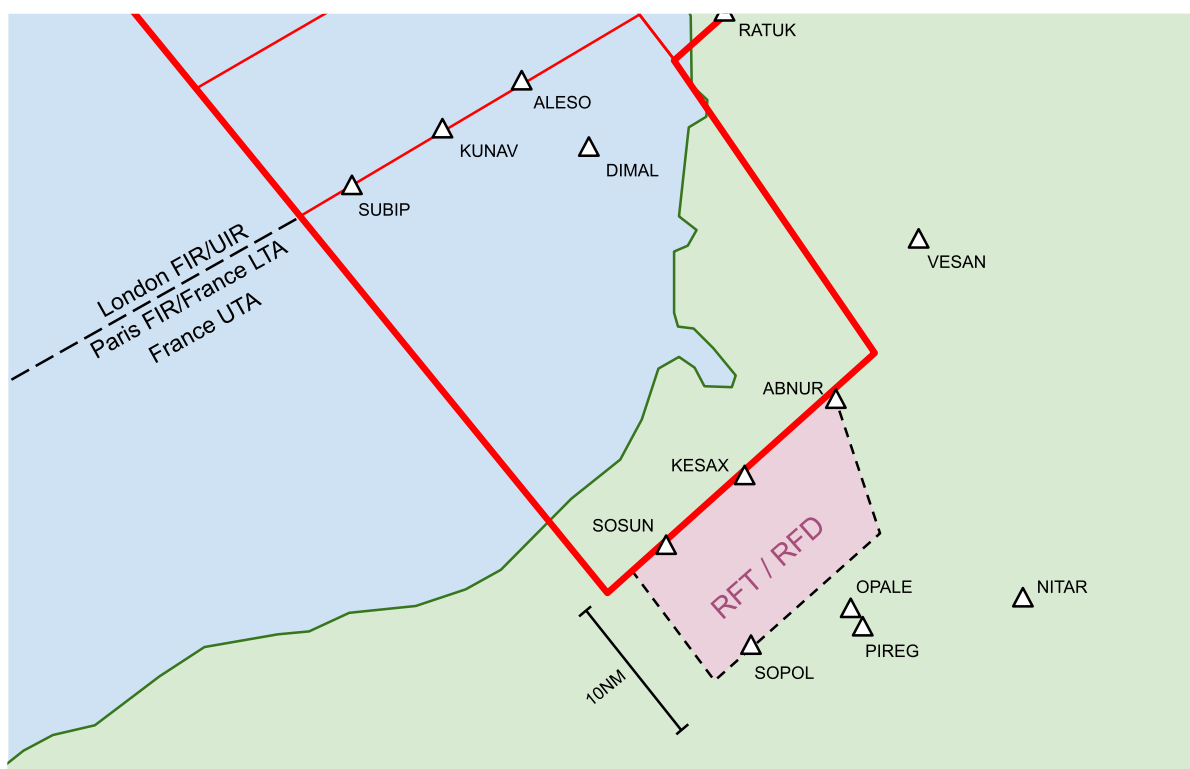 RATUK
ALESO
KUNAV
DIMAL
SUBIP
London FIR/UIR
Paris FIR/France LTA
France UTA
VESAN
ABNUR
KESAX
SOSUN
RFT / RFD
OPALE
NITAR
PIREG
SOPOL
10NM